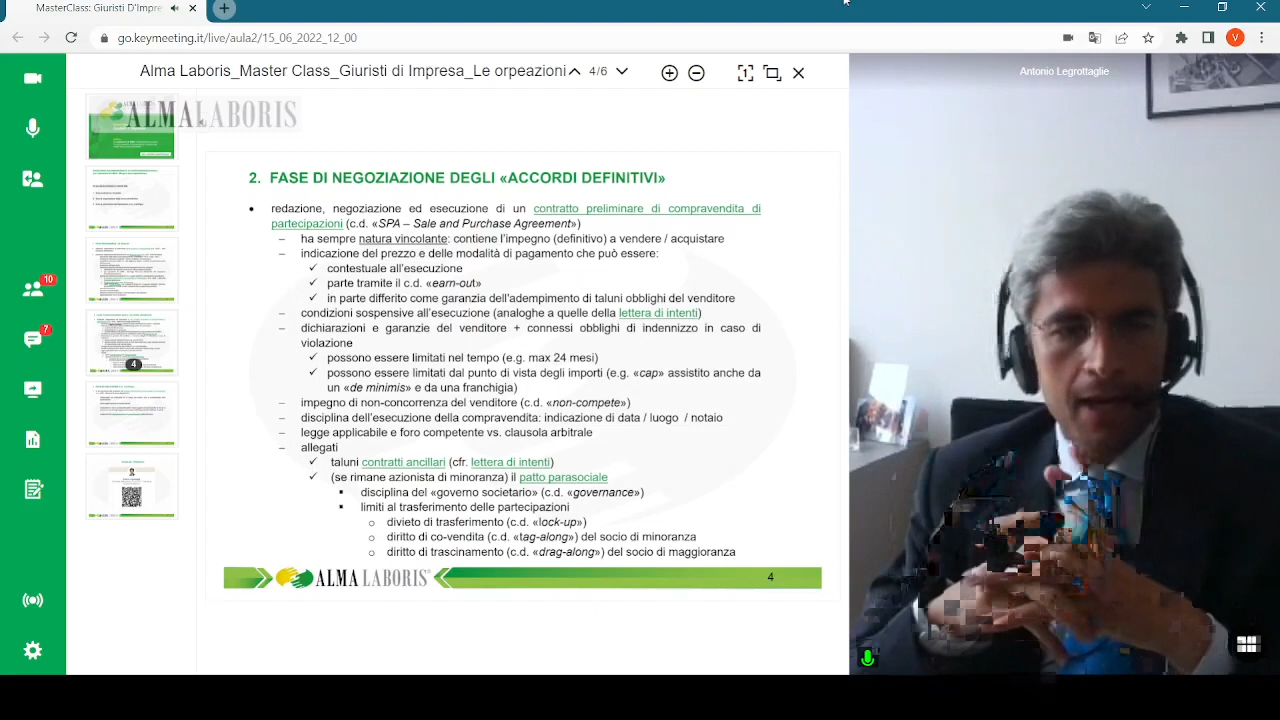 MasterClass: Giuristi D'Impresa
go.keymeeting.it/live/aula2/15_06_2022_12_00
V
Alma Laboris_Master Class_Giuristi di Impresa_Le orpeazioni
4/6
Antonio Legrottaglie
ALMALABORIS
10
7
4
2. FASE DI NEGOZIAZIONE DEGLI «ACCORDI DEFINITIVI»
• redazione, negoziazione ed esecuzione di un contratto preliminare di compravendita di
partecipazioni (c.d. «SPA – Sale and Purchase Agreement»)
– ha sempre natura vincolante: contiene l'impegno (definitivo) a vendere / acquistare
– indicazione del prezzo e delle modalità di pagamento che può essere:
✓ contestuale all'esecuzione
✓ parte tramite il c.d. «earn-out»
✓ in parte differito come garanzia dell'adempimento di taluni obblighi del venditore
– condizioni sospensive all'esecuzione (analoghe a quelle della lettera di intenti)
– dichiarazioni e garanzie del venditore + connessi obblighi di indennizzo in caso di
violazione
✓ possono essere limitati nel tempo (e.g. max 24 mesi)
✓ possono essere limitati dal punto di vista degli importi (e.g. «cap» assistito anche da
un «de minimis» e da una franchigia)
– impegno di non-concorrenza del venditore (c.d. «non-compete»)
– disciplina dell'esecuzione della compravendita: indicazione di data / luogo / notaio
– legge applicabile e foro competente vs. clausola arbitrale
– allegati
✓ taluni contratti ancillari (cfr. lettera di intenti)
✓ (se rimane azionista di minoranza) il patto parasociale
▪ disciplina del «governo societario» (c.d. «governance»)
▪ limiti al trasferimento delle partecipazioni
o divieto di trasferimento (c.d. «lock-up»)
o diritto di co-vendita (c.d. «tag-along») del socio di minoranza
o diritto di trascinamento (c.d. «drag-along») del socio di maggioranza
ALMA LABORIS®
4